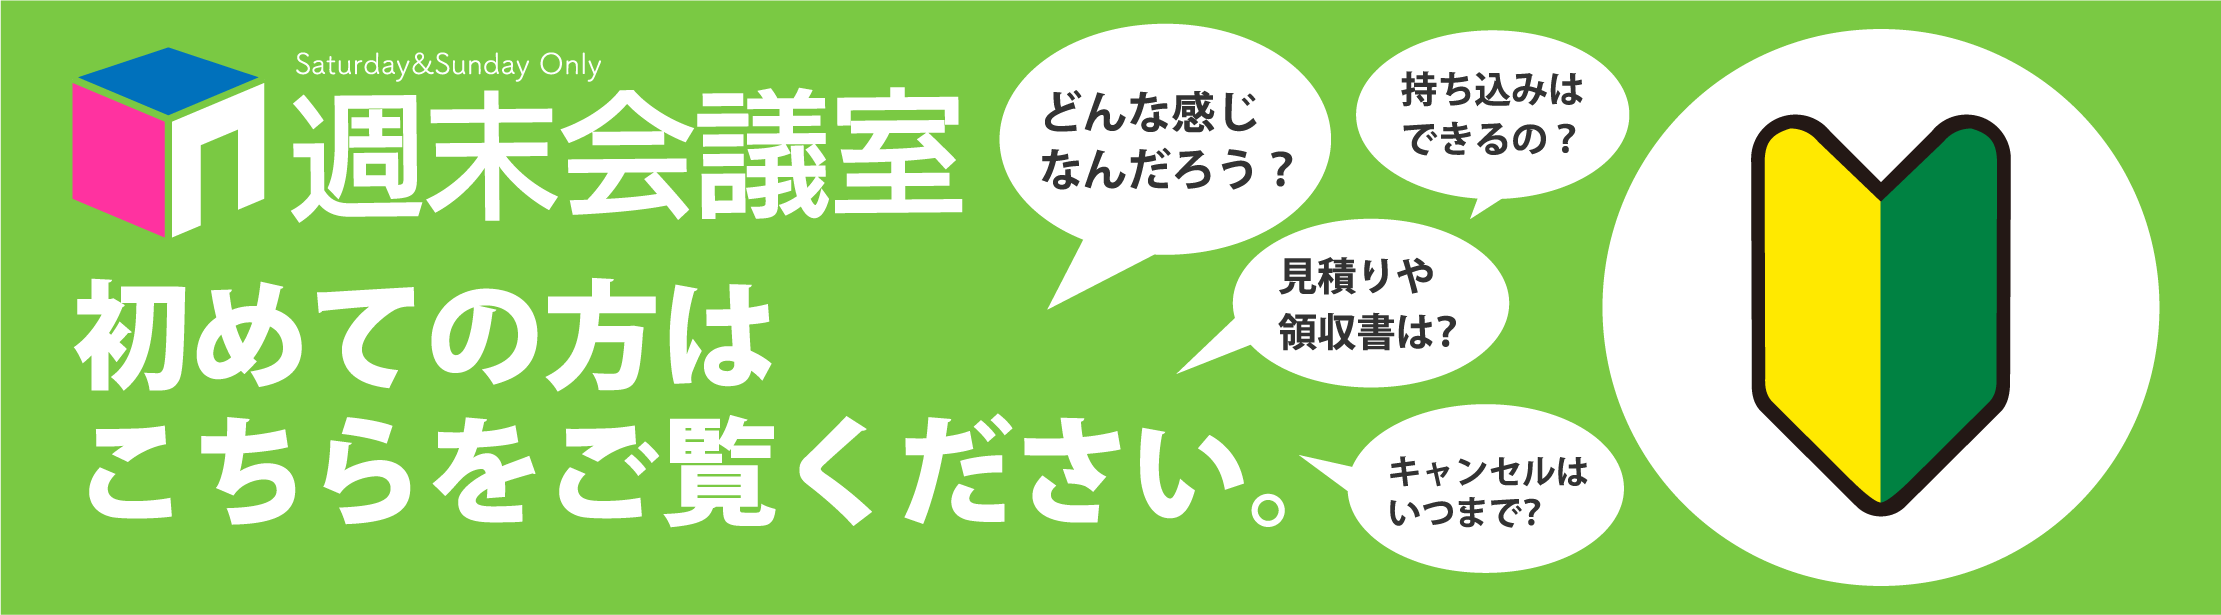 Saturday&Sunday Only
週末会議室
初めての方は
こちらをご覧ください。
どんな感じ
なんだろう？
持ち込みは
できるの？
見積りや
領収書は?
キャンセルは
いつまで?